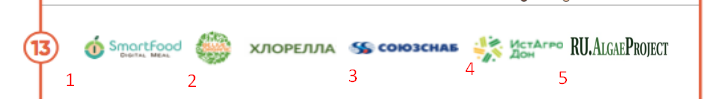 13
SmartFood
DIGITAL MEAL
ХЛОРЕЛЛА
СОЮЗСНАБ
ИстАгро
Дон
RU.ALGAEPROJECT
1
2
3
4
5